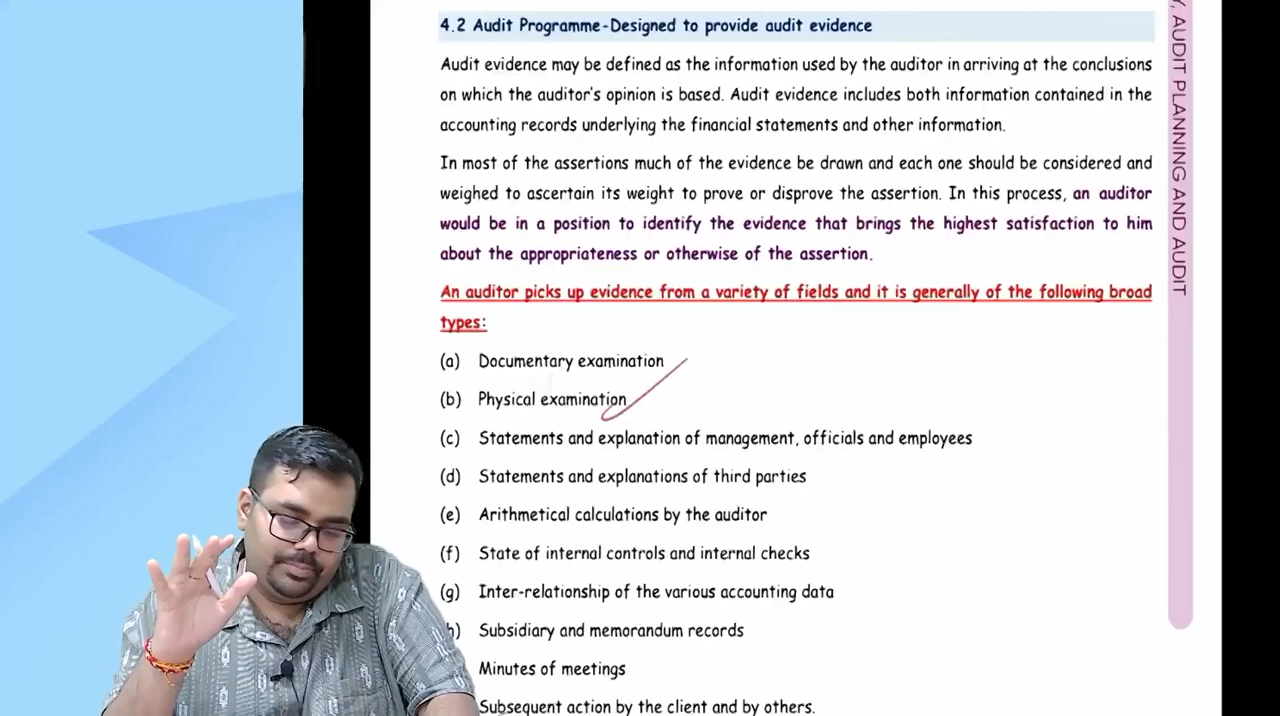 4.2 Audit Programme-Designed to provide audit evidence
Audit evidence may be defined as the information used by the auditor in arriving at the conclusions
on which the auditor's opinion is based. Audit evidence includes both information contained in the
accounting records underlying the financial statements and other information.
In most of the assertions much of the evidence be drawn and each one should be considered and
weighed to ascertain its weight to prove or disprove the assertion. In this process, an auditor
would be in a position to identify the evidence that brings the highest satisfaction to him
about the appropriateness or otherwise of the assertion.
An auditor picks up evidence from a variety of fields and it is generally of the following broad
types:
(a) Documentary examination
(b) Physical examination
(c) Statements and explanation of management, officials and employees
(d) Statements and explanations of third parties
(e) Arithmetical calculations by the auditor
(f) State of internal controls and internal checks
(g) Inter-relationship of the various accounting data
h) Subsidiary and memorandum records
Minutes of meetings
Subsequent action by the client and by others.
, AUDIT PLANNING AND AUDIT